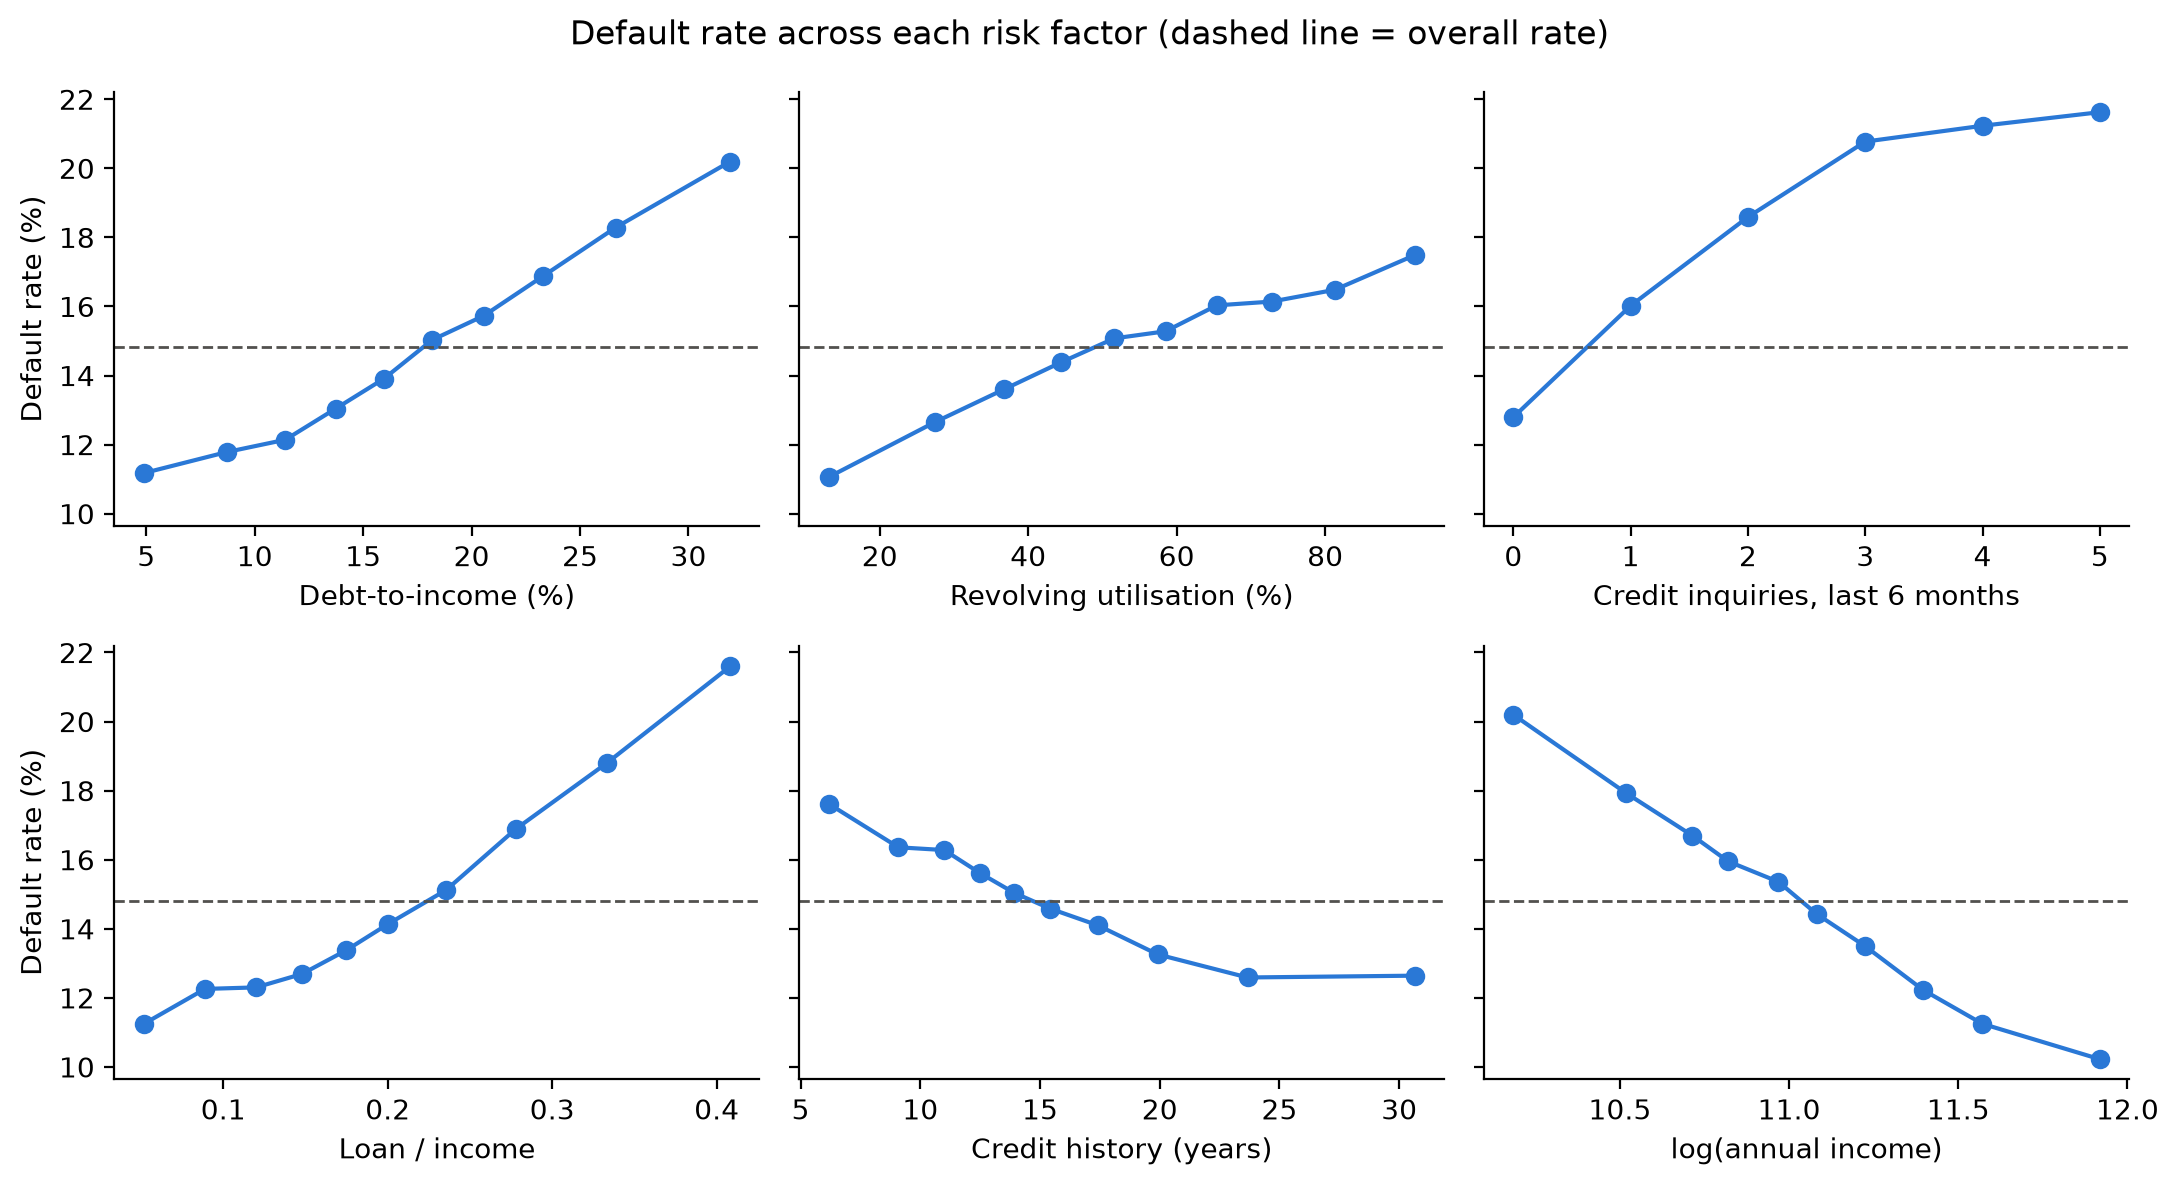 Default rate across each risk factor (dashed line = overall rate)
Default rate (%)
22
20
18
16
14
12
10
5 10 15 20 25 30
Debt-to-income (%)
20 40 60 80
Revolving utilisation (%)
0 1 2 3 4 5
Credit inquiries, last 6 months
Default rate (%)
22
20
18
16
14
12
10
0.1 0.2 0.3 0.4
Loan / income
5 10 15 20 25 30
Credit history (years)
10.5 11.0 11.5 12.0
log(annual income)